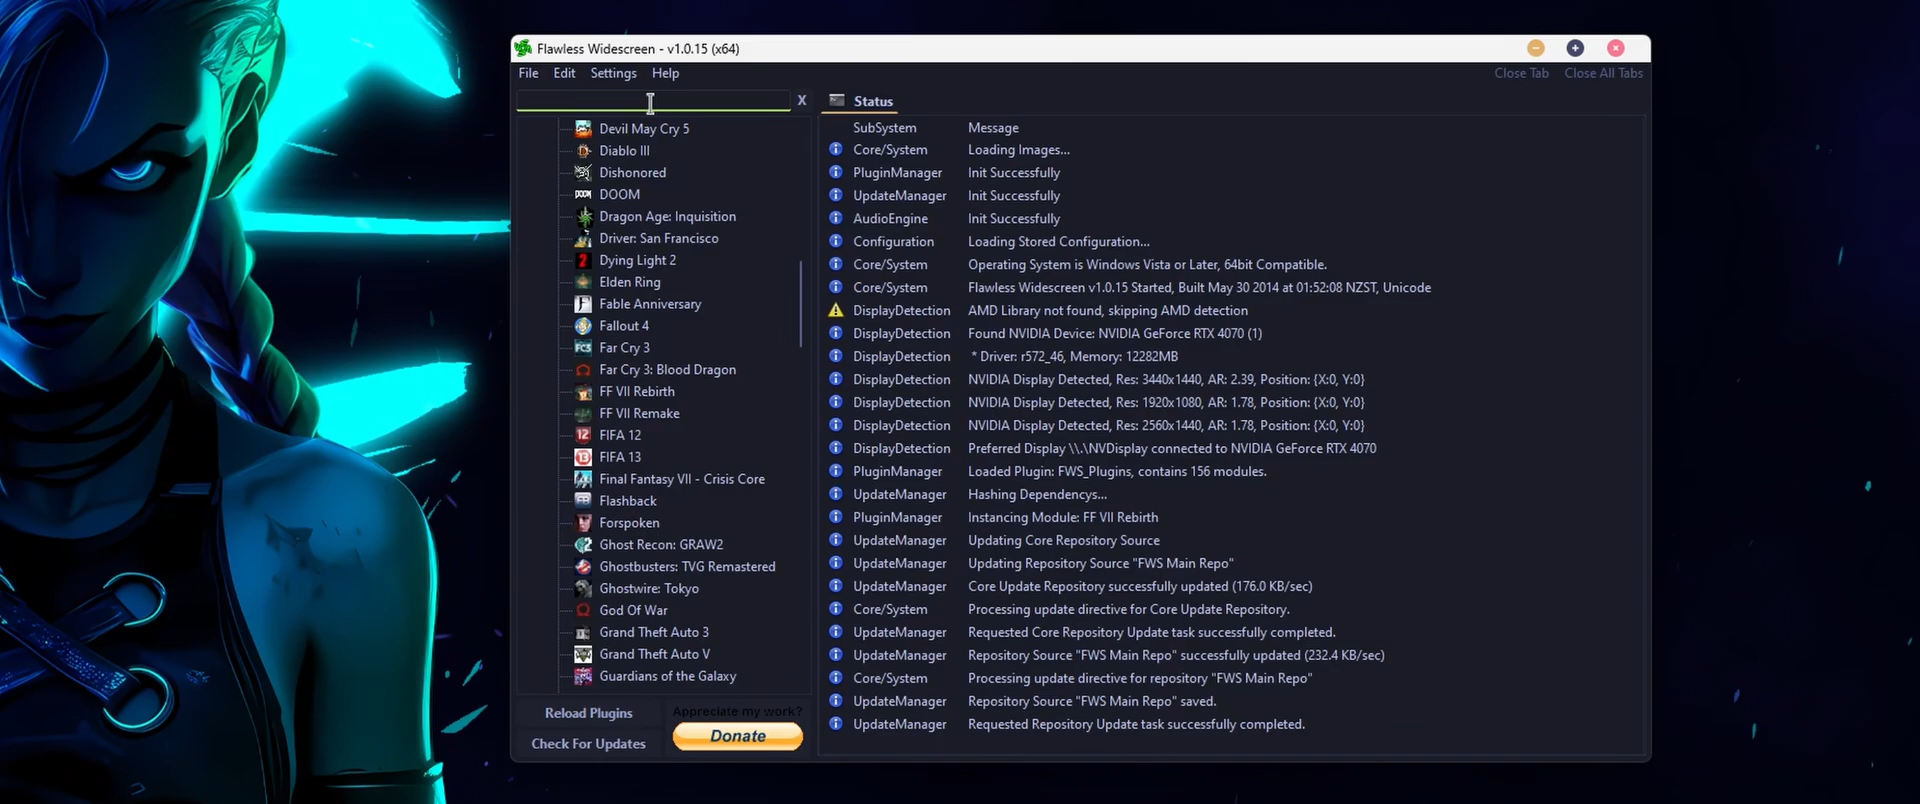 Flawless Widescreen - v1.0.15 (x64)
File Edit Settings Help
Close Tab Close All Tabs
X
Devil May Cry 5
Diablo III
Dishonored
DOOM
Dragon Age: Inquisition
Driver: San Francisco
Dying Light 2
Elden Ring
Fable Anniversary
Fallout 4
Far Cry 3
Far Cry 3: Blood Dragon
FF VII Rebirth
FF VII Remake
FIFA 12
FIFA 13
Final Fantasy VII - Crisis Core
Flashback
Forspoken
Ghost Recon: GRAW2
Ghostbusters: TVG Remastered
Ghostwire: Tokyo
God Of War
Grand Theft Auto 3
Grand Theft Auto V
Guardians of the Galaxy
Reload Plugins
Check For Updates
Appreciate my work?
Donate
Status
SubSystem Message
Core/System Loading Images...
PluginManager Init Successfully
UpdateManager Init Successfully
AudioEngine Init Successfully
Configuration Loading Stored Configuration...
Core/System Operating System is Windows Vista or Later, 64bit Compatible.
Core/System Flawless Widescreen v1.0.15 Started, Built May 30 2014 at 01:52:08 NZST, Unicode
DisplayDetection AMD Library not found, skipping AMD detection
DisplayDetection Found NVIDIA Device: NVIDIA GeForce RTX 4070 (1)
DisplayDetection * Driver: r572_46, Memory: 12282MB
DisplayDetection NVIDIA Display Detected, Res: 3440x1440, AR: 2.39, Position: {X:0, Y:0}
DisplayDetection NVIDIA Display Detected, Res: 1920x1080, AR: 1.78, Position: {X:0, Y:0}
DisplayDetection NVIDIA Display Detected, Res: 2560x1440, AR: 1.78, Position: {X:0, Y:0}
DisplayDetection Preferred Display \\.\NVDisplay connected to NVIDIA GeForce RTX 4070
PluginManager Loaded Plugin: FWS_Plugins, contains 156 modules.
UpdateManager Hashing Dependencys...
PluginManager Instancing Module: FF VII Rebirth
UpdateManager Updating Core Repository Source
UpdateManager Updating Repository Source "FWS Main Repo"
UpdateManager Core Update Repository successfully updated (176.0 KB/sec)
Core/System Processing update directive for Core Update Repository.
UpdateManager Requested Core Repository Update task successfully completed.
UpdateManager Repository Source "FWS Main Repo" successfully updated (232.4 KB/sec)
Core/System Processing update directive for repository "FWS Main Repo"
UpdateManager Repository Source "FWS Main Repo" saved.
UpdateManager Requested Repository Update task successfully completed.